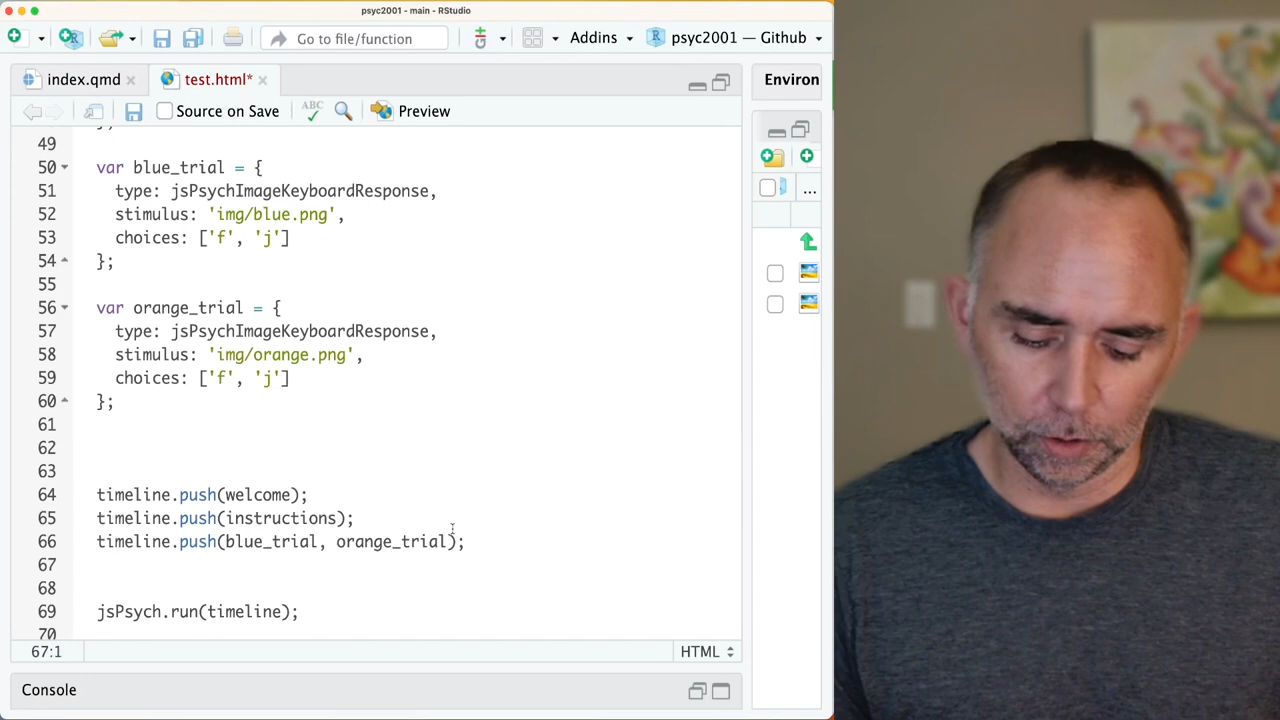 psyc2001 - main - RStudio
Go to file/function
Addins
psyc2001 — Github
index.qmd
test.html*
Environ
ABC
Source on Save
Preview
49
50 var blue_trial = {
51 type: jsPsychImageKeyboardResponse,
52 stimulus: 'img/blue.png',
53 choices: ['f', 'j']
54 };
55
56 var orange_trial = {
57 type: jsPsychImageKeyboardResponse,
58 stimulus: 'img/orange.png',
59 choices: ['f', 'j']
60 };
61
62
63
64 timeline.push(welcome);
65 timeline.push(instructions);
66 timeline.push(blue_trial, orange_trial);
67
68
69 jsPsych.run(timeline);
70
67:1
HTML
Console
...